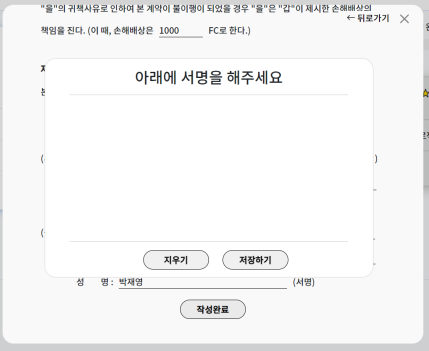 "을"의 귀책사유로 인하여 본 계약이 불이행이 되었을 경우 "을"은 "갑"이 제시한 손해배상의
← 뒤로가기
책임을 진다. (이 때, 손해배상은 1000 FC로 한다.)
아래에 서명을 해주세요
지우기 저장하기
성 명 : 박재영 (서명)
작성완료